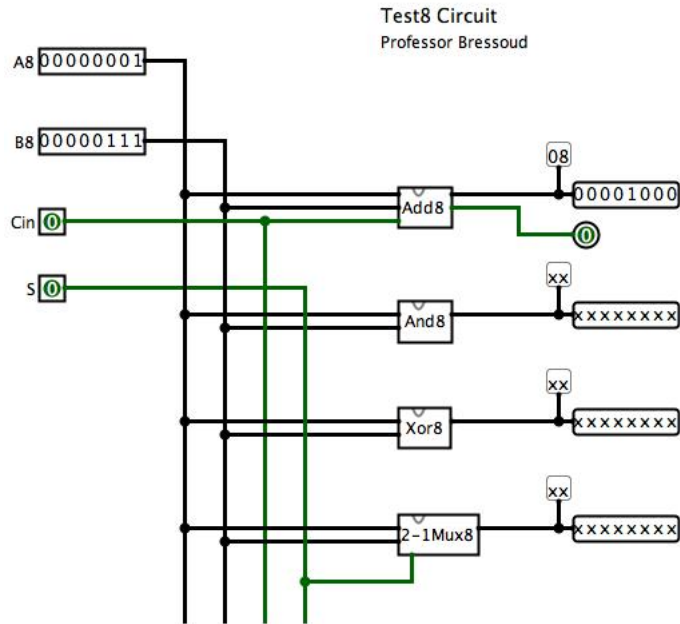 Test8 Circuit
Professor Bressoud
A8 00000001
B8 00000111
08
Add8 00001000
Cin 0
0
S 0
xx
And8 xxxxxxxx
xx
Xor8 xxxxxxxx
xx
2-1Mux8 xxxxxxxx